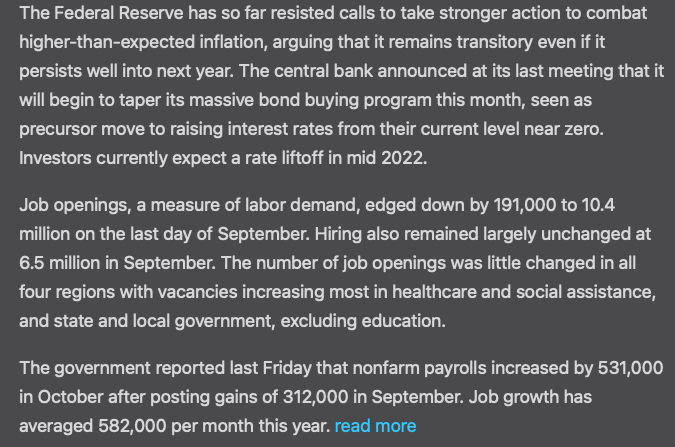 The Federal Reserve has so far resisted calls to take stronger action to combat
higher-than-expected inflation, arguing that it remains transitory even if it
persists well into next year. The central bank announced at its last meeting that it
will begin to taper its massive bond buying program this month, seen as
precursor move to raising interest rates from their current level near zero.
Investors currently expect a rate liftoff in mid 2022.
Job openings, a measure of labor demand, edged down by 191,000 to 10.4
million on the last day of September. Hiring also remained largely unchanged at
6.5 million in September. The number of job openings was little changed in all
four regions with vacancies increasing most in healthcare and social assistance,
and state and local government, excluding education.
The government reported last Friday that nonfarm payrolls increased by 531,000
in October after posting gains of 312,000 in September. Job growth has
averaged 582,000 per month this year. read more